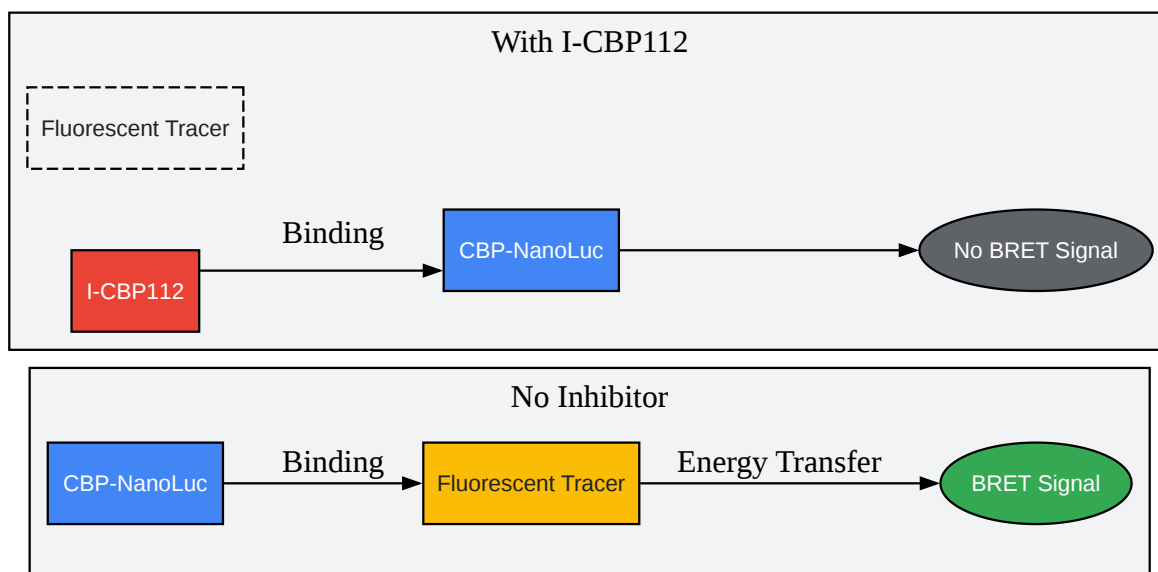 With I-CBP112
Fluorescent Tracer
Binding
I-CBP112
CBP-NanoLuc
No BRET Signal
No Inhibitor
CBP-NanoLuc
Binding
Fluorescent Tracer
Energy Transfer
BRET Signal